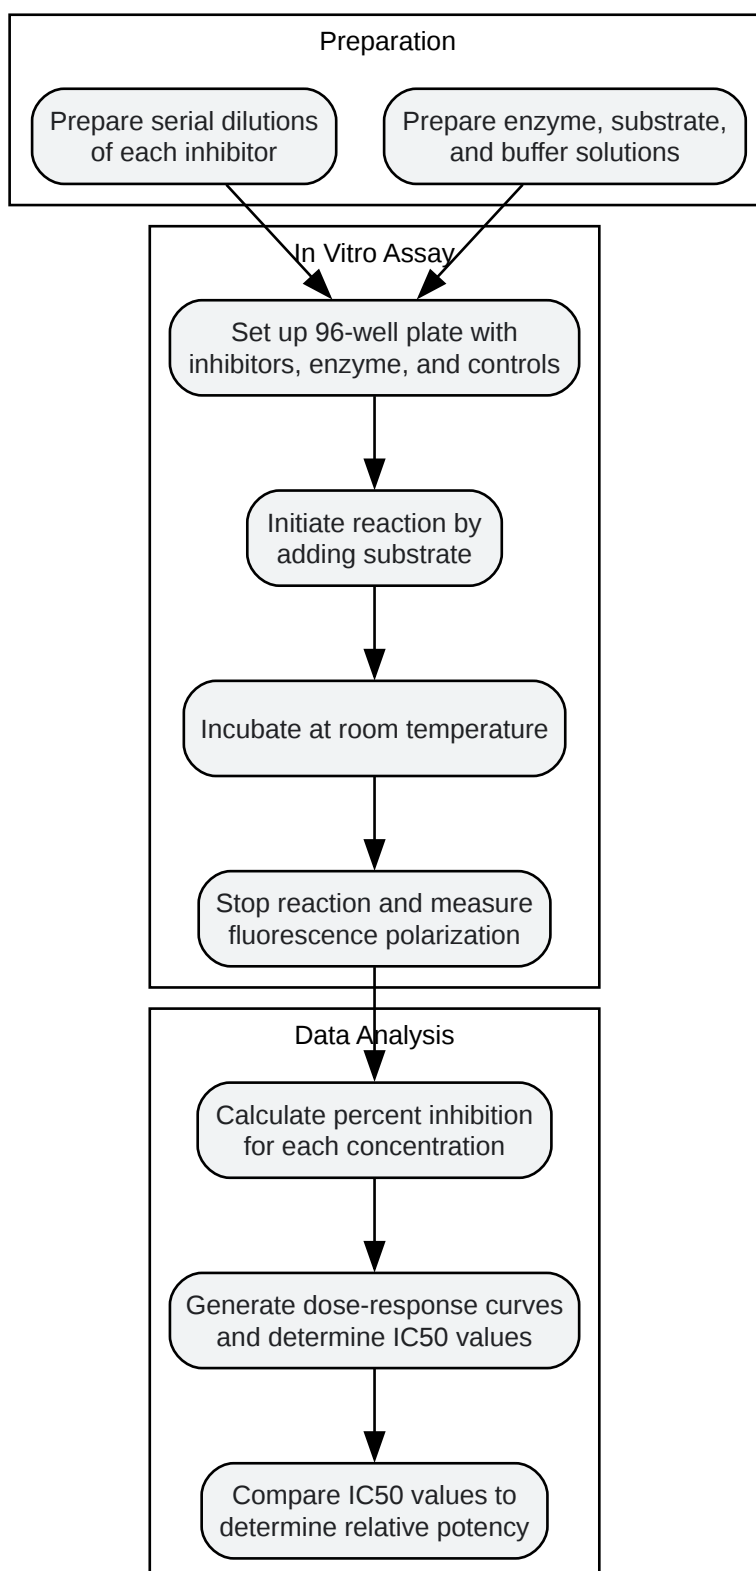 Preparation
Prepare serial dilutions
of each inhibitor
Prepare enzyme, substrate,
and buffer solutions
In Vitro Assay
Set up 96-well plate with
inhibitors, enzyme, and controls
Initiate reaction by
adding substrate
Incubate at room temperature
Stop reaction and measure
fluorescence polarization
Data Analysis
Calculate percent inhibition
for each concentration
Generate dose-response curves
and determine IC50 values
Compare IC50 values to
determine relative potency